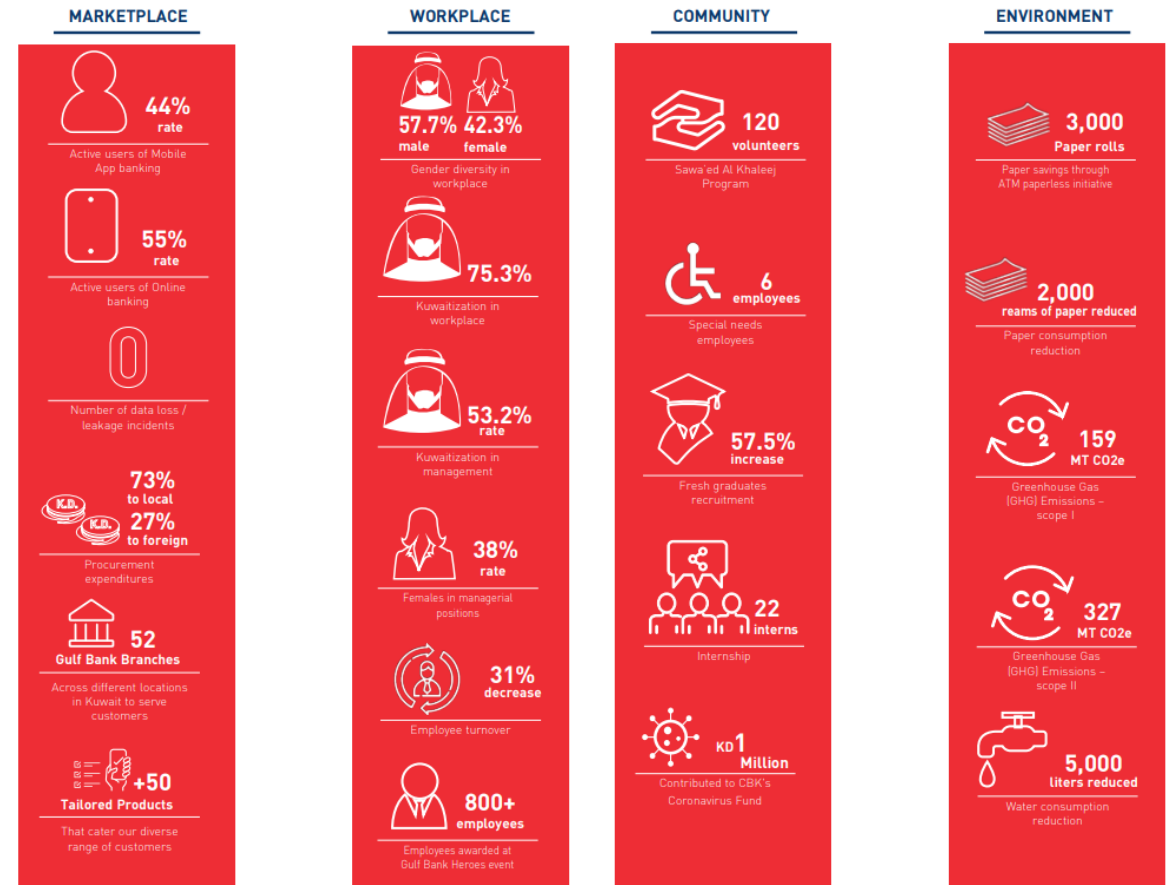 MARKETPLACE
44%
rate
Active users of Mobile
App banking
55%
rate
Active users of Online
banking
0
Number of data loss /
leakage incidents
73%
to local
K.D.
K.D.
27%
to foreign
Procurement
expenditures
52
Gulf Bank Branches
Across different locations
in Kuwait to serve
customers
+50
Tailored Products
That cater our diverse
range of customers
WORKPLACE
57.7% 42.3%
male female
Gender diversity in
workplace
75.3%
Kuwaitization in
workplace
53.2%
rate
Kuwaitization in
management
38%
rate
Females in managerial
positions
31%
decrease
Employee turnover
800+
employees
Employees awarded at
Gulf Bank Heroes event
COMMUNITY
120
volunteers
Sawa'ed Al Khaleej
Program
6
employees
Special needs
employees
57.5%
increase
Fresh graduates
recruitment
22
interns
Internship
KD1
Million
Contributed to CBK's
Coronavirus Fund
ENVIRONMENT
3,000
Paper rolls
Paper savings through
ATM paperless initiative
2,000
reams of paper reduced
Paper consumption
reduction
CO2
159
MT CO2e
Greenhouse Gas
(GHG) Emissions –
scope I
CO2
327
MT CO2e
Greenhouse Gas
(GHG) Emissions –
scope II
5,000
liters reduced
Water consumption
reduction